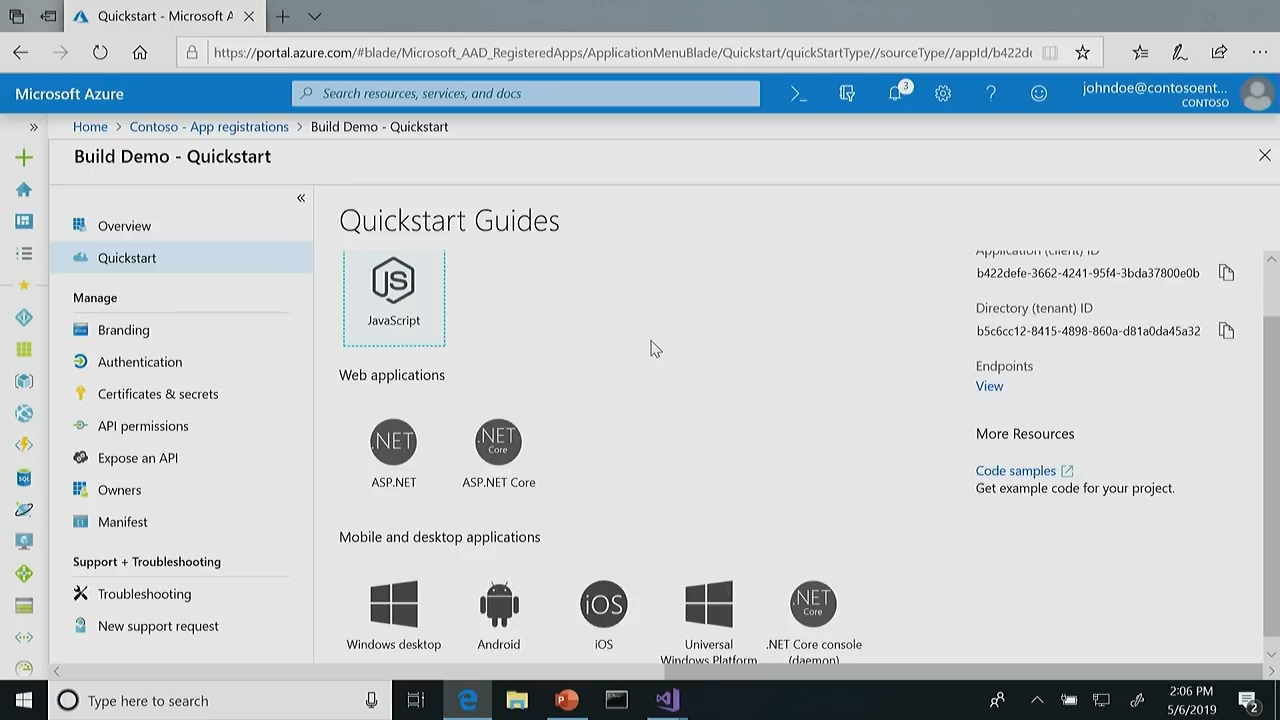 Quickstart - Microsoft A
https://portal.azure.com/#blade/Microsoft_AAD_RegisteredApps/ApplicationMenuBlade/Quickstart/quickStartType//sourceType//appId/b422de
Microsoft Azure
Search resources, services, and docs
3
johndoe@contosoent...
CONTOSO
Home > Contoso - App registrations > Build Demo - Quickstart
Build Demo - Quickstart
Overview
Quickstart
Manage
Branding
Authentication
Certificates & secrets
API permissions
Expose an API
Owners
Manifest
Support + Troubleshooting
Troubleshooting
New support request
Quickstart Guides
JS
JavaScript
Web applications
.NET
ASP.NET
.NET
Core
ASP.NET Core
Mobile and desktop applications
Windows desktop
Android
iOS
iOS
Universal
Windows Platform
.NET
Core
.NET Core console
(daemon)
Application (client) ID
b422defe-3662-4241-95f4-3bda37800e0b
Directory (tenant) ID
b5c6cc12-8415-4898-860a-d81a0da45a32
Endpoints
View
More Resources
Code samples
Get example code for your project.
SQL
Type here to search
2:06 PM
5/6/2019
2